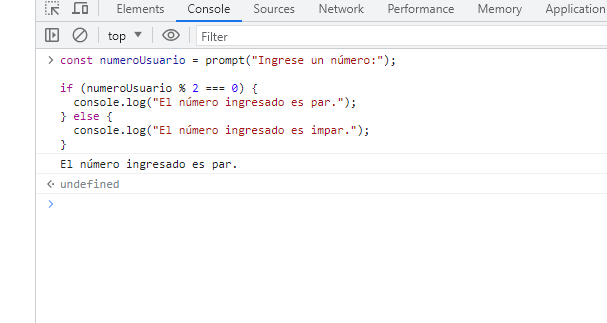 Elements Console Sources Network Performance Memory Application
top Filter
const numeroUsuario = prompt("Ingrese un número:");
if (numeroUsuario % 2 === 0) {
console.log("El número ingresado es par.");
} else {
console.log("El número ingresado es impar.");
}
El número ingresado es par.
undefined